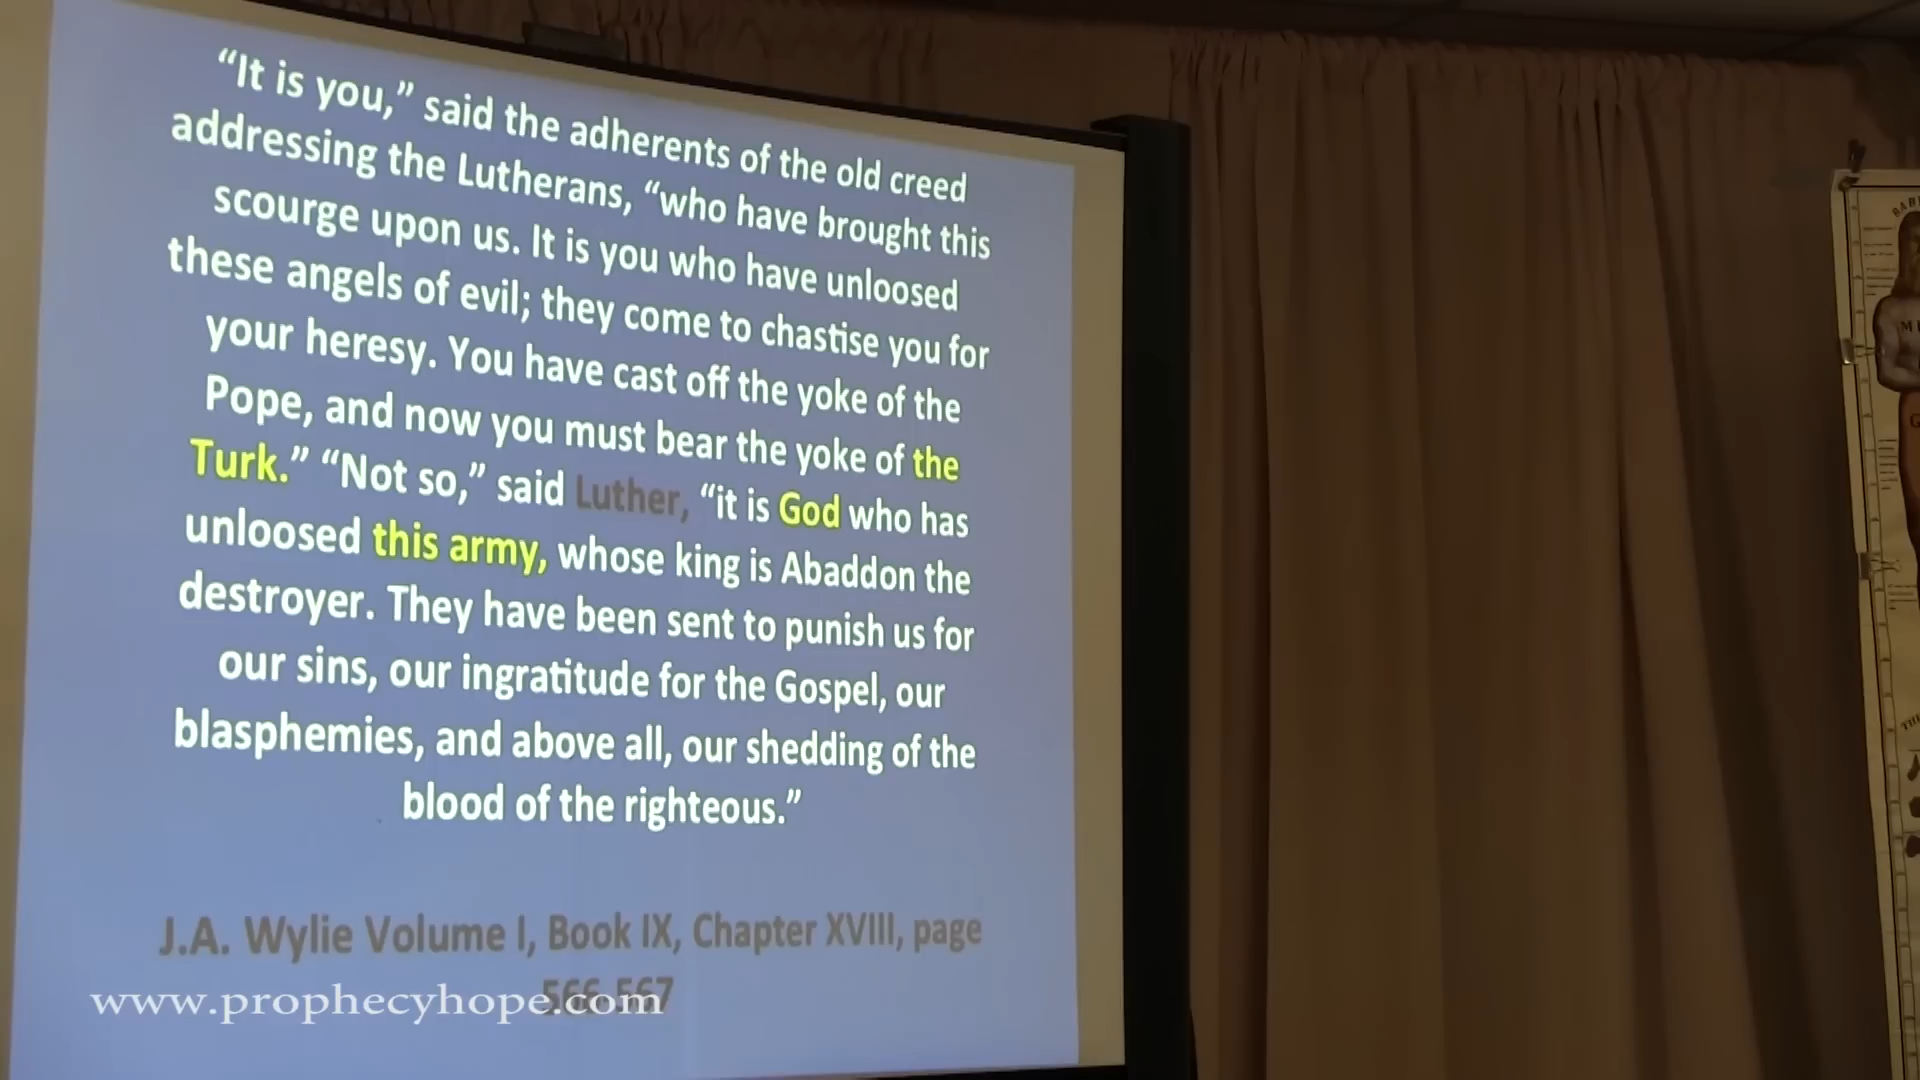 “It is you,” said the adherents of the old creed
addressing the Lutherans, “who have brought this
scourge upon us. It is you who have unloosed
these angels of evil; they come to chastise you for
your heresy. You have cast off the yoke of the
Pope, and now you must bear the yoke of the
Turk.” “Not so,” said Luther, “it is God who has
unloosed this army, whose king is Abaddon the
destroyer. They have been sent to punish us for
our sins, our ingratitude for the Gospel, our
blasphemies, and above all, our shedding of the
blood of the righteous.”
J.A. Wylie Volume I, Book IX, Chapter XVIII, page
566-567
www.prophecyhope.com